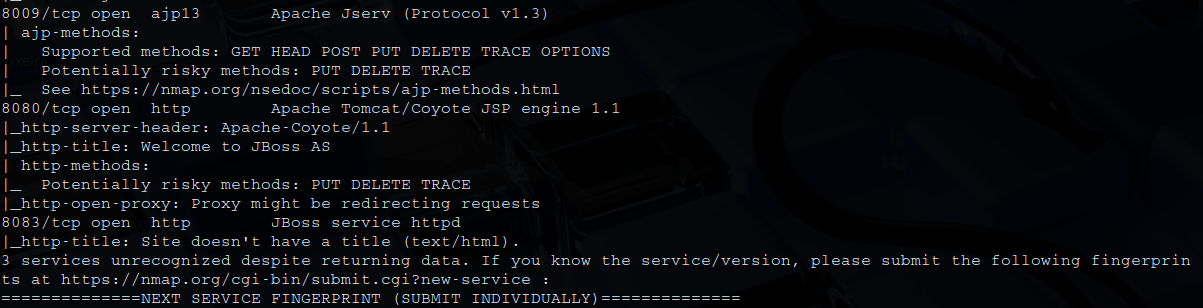 8009/tcp open  ajp13       Apache Jserv (Protocol v1.3)
| ajp-methods:
|   Supported methods: GET HEAD POST PUT DELETE TRACE OPTIONS
|   Potentially risky methods: PUT DELETE TRACE
|_  See https://nmap.org/nsedoc/scripts/ajp-methods.html
8080/tcp open  http        Apache Tomcat/Coyote JSP engine 1.1
|_http-server-header: Apache-Coyote/1.1
|_http-title: Welcome to JBoss AS
| http-methods:
|_  Potentially risky methods: PUT DELETE TRACE
|_http-open-proxy: Proxy might be redirecting requests
8083/tcp open  http        JBoss service httpd
|_http-title: Site doesn't have a title (text/html).
3 services unrecognized despite returning data. If you know the service/version, please submit the following fingerprin
ts at https://nmap.org/cgi-bin/submit.cgi?new-service :
==============NEXT SERVICE FINGERPRINT (SUBMIT INDIVIDUALLY)==============